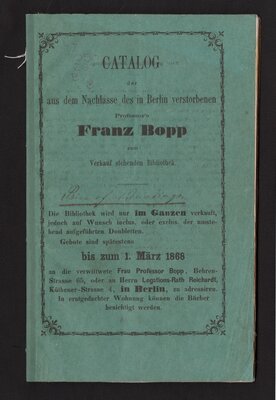 CATALOG
der
aus dem Nachlasse des in Berlin verstorbenen
Professors
Franz Bopp
zum
Verkauf stehenden Bibliothek.
Die Bibliothek wird nur im Ganzen verkauft,
jedoch auf Wunsch inclus. oder exclus. der umste-
hend aufgeführten Doubletten.
Gebote sind spätestens
bis zum 1. März 1868
an die verwittwete Frau Professor Bopp, Behren-
Strasse 65, oder an Herrn Legations-Rath Reichardt,
Köthener-Strasse 4, in Berlin, zu adressiren.
In erstgedachter Wohnung können die Bücher
besichtigt werden.